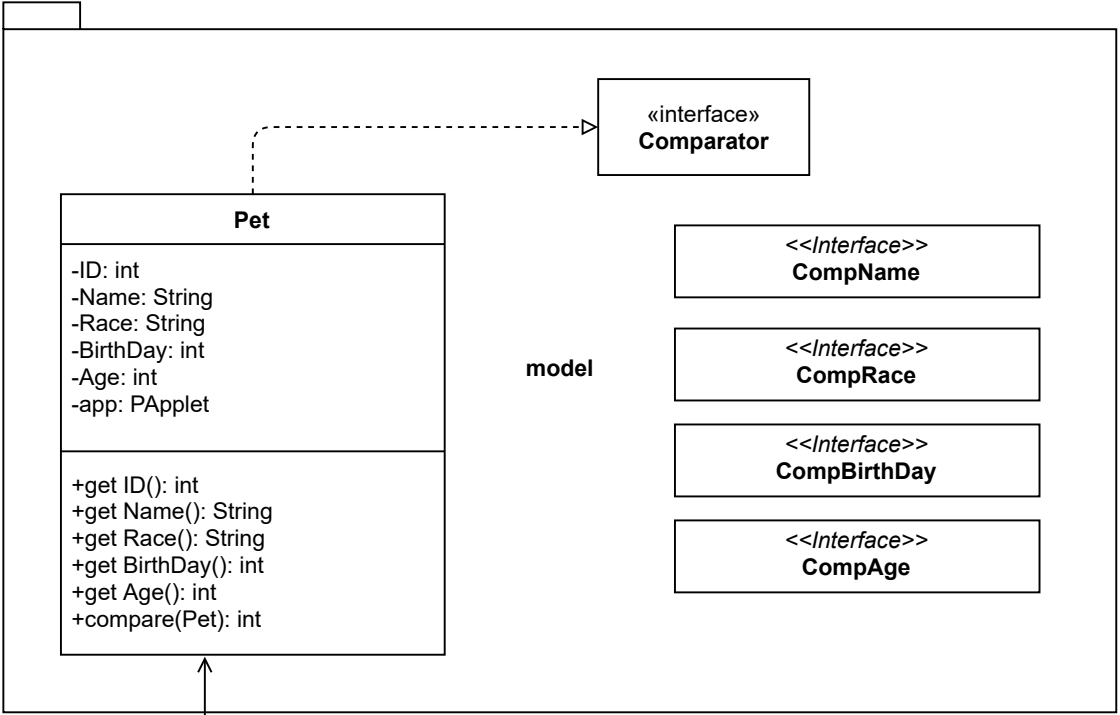 «interface»
Comparator
Pet
-ID: int
-Name: String
-Race: String
-BirthDay: int
-Age: int
-app: PApplet
+get ID(): int
+get Name(): String
+get Race(): String
+get BirthDay(): int
+get Age(): int
+compare(Pet): int
model
<<Interface>>
CompName
<<Interface>>
CompRace
<<Interface>>
CompBirthDay
<<Interface>>
CompAge